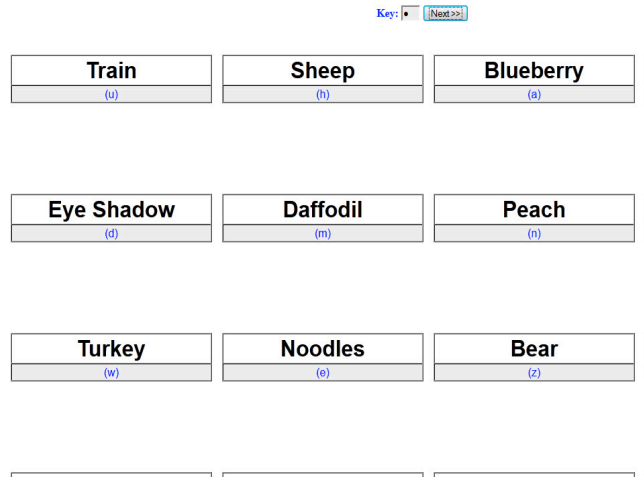 Key: • Next>>
Train Sheep Blueberry
(u) (h) (a)
Eye Shadow Daffodil Peach
(d) (m) (n)
Turkey Noodles Bear
(w) (e) (z)